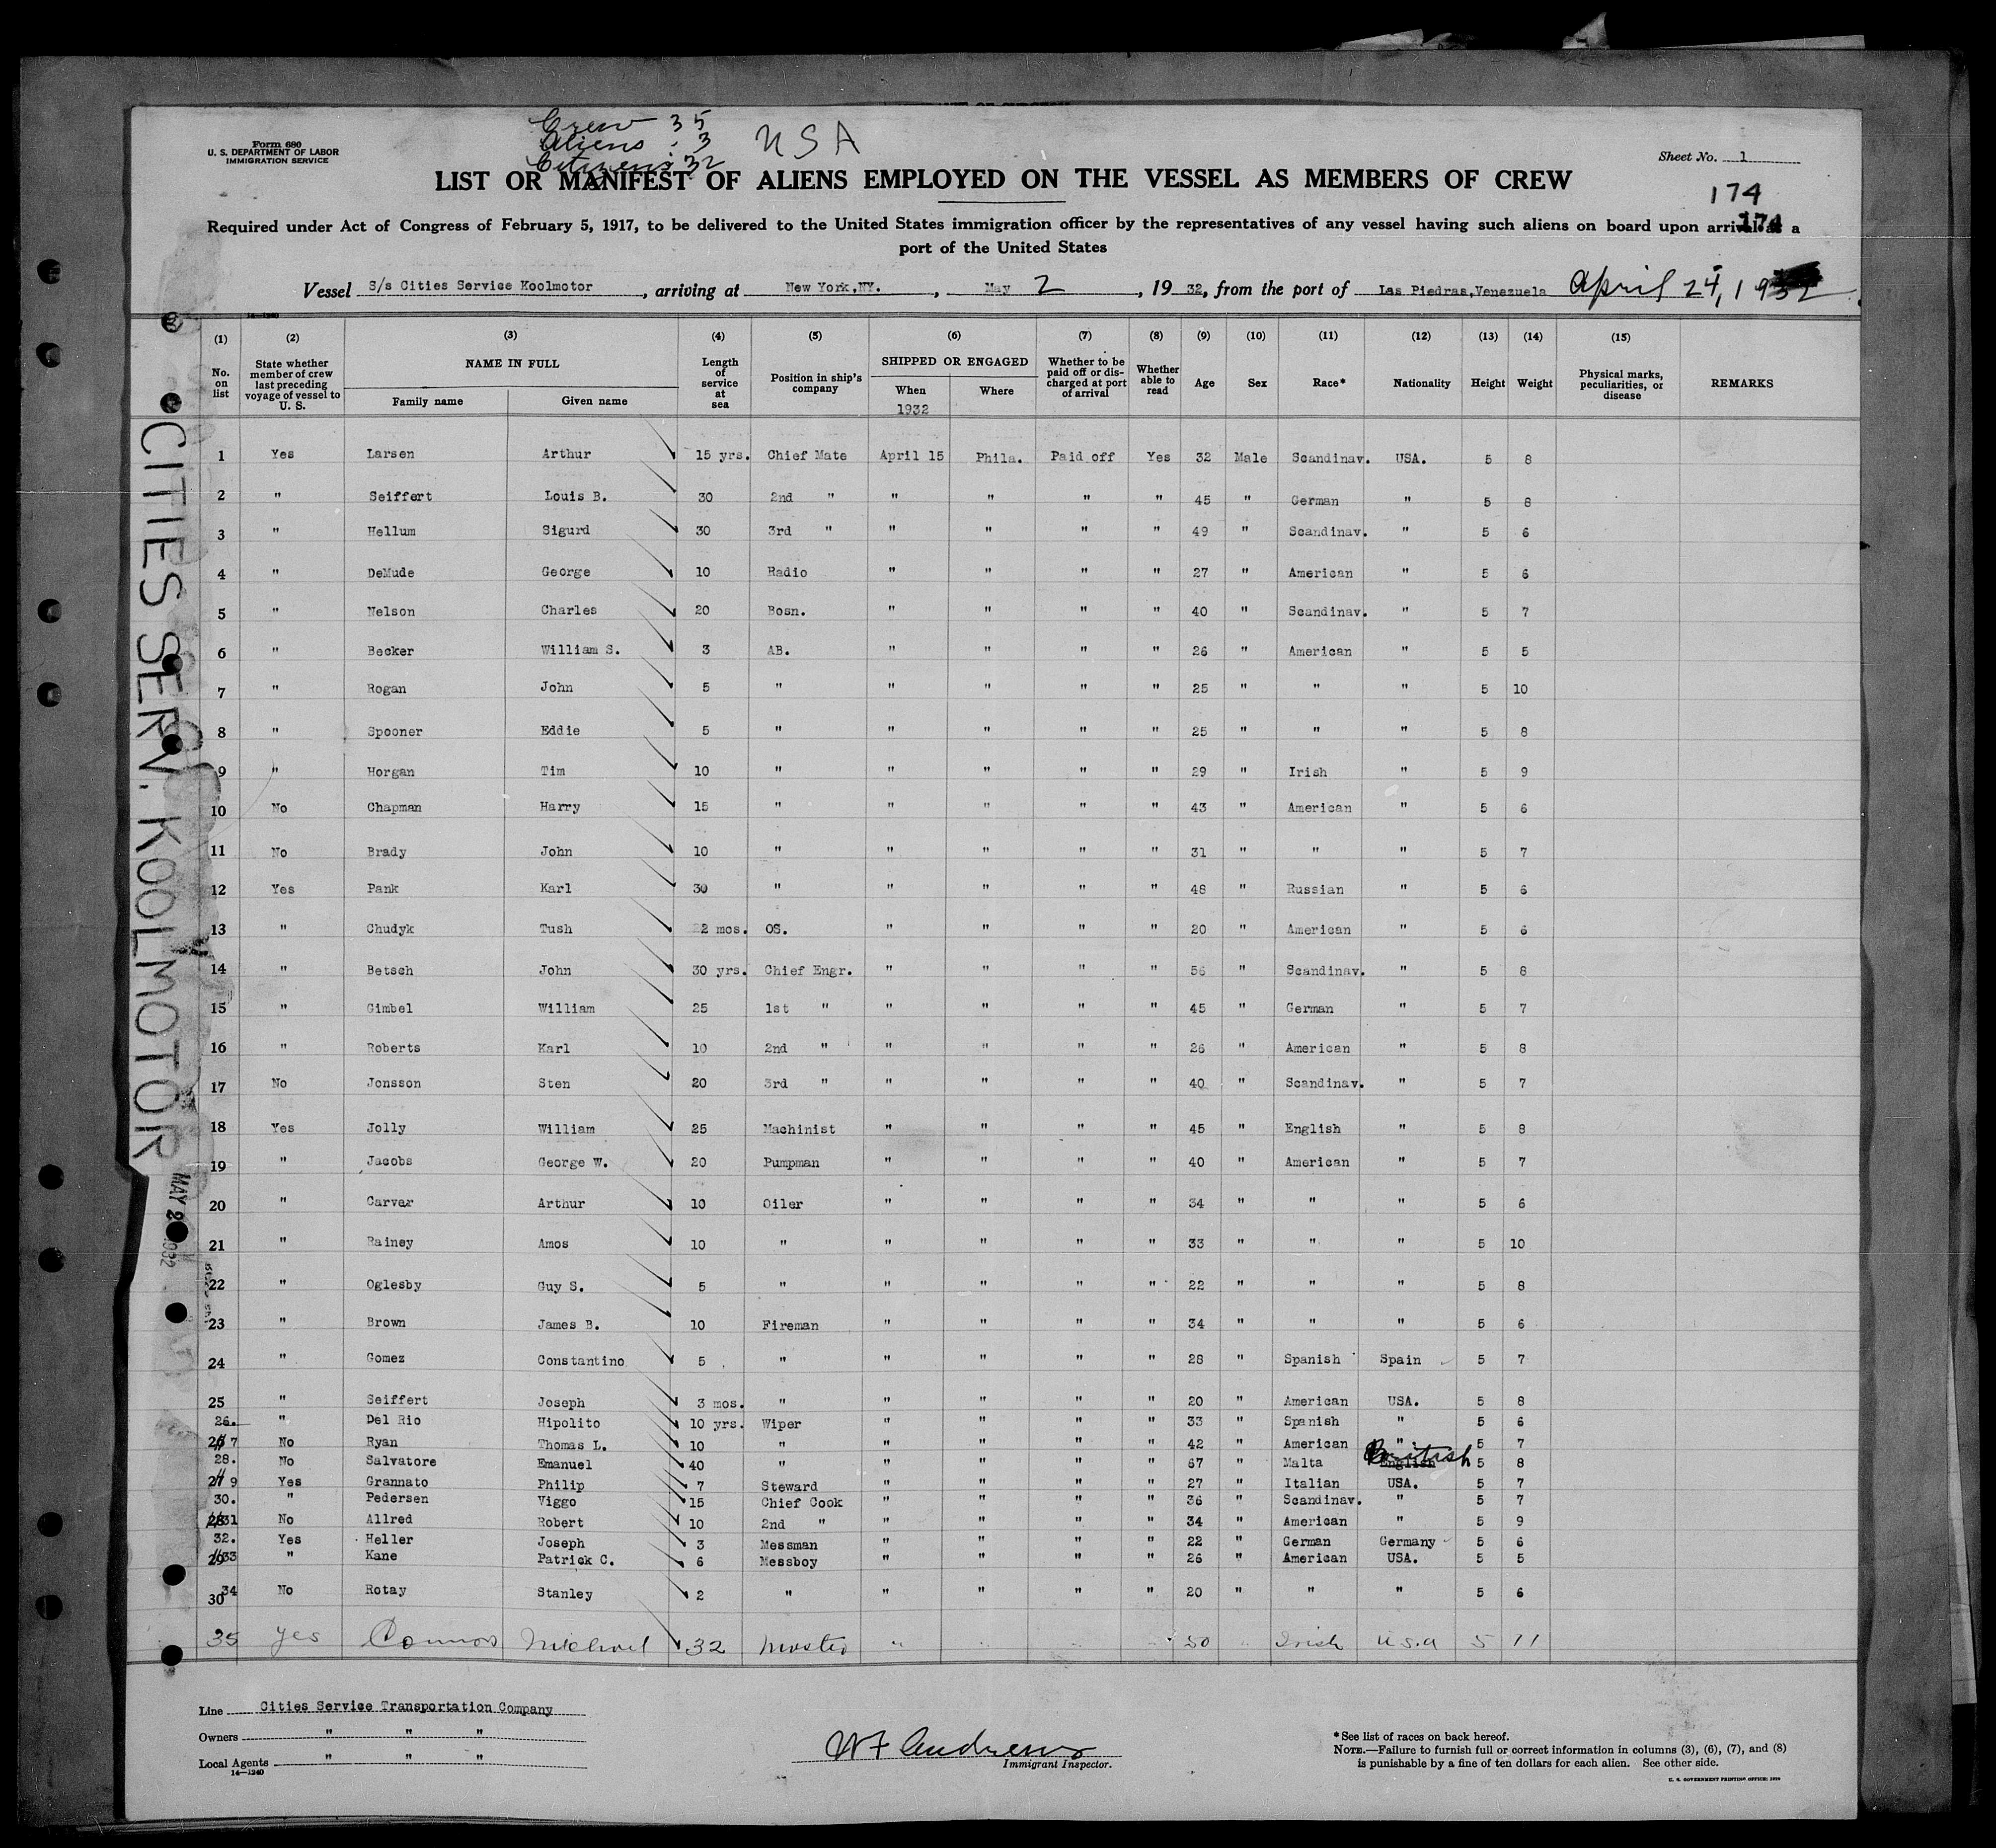 Crew 35
Aliens : 3
Citizens: 32
USA
Form 680
U. S. DEPARTMENT OF LABOR
IMMIGRATION SERVICE
Sheet No. 1
174
174
LIST OR MANIFEST OF ALIENS EMPLOYED ON THE VESSEL AS MEMBERS OF CREW
Required under Act of Congress of February 5, 1917, to be delivered to the United States immigration officer by the representatives of any vessel having such aliens on board upon arrival at a
port of the United States
Vessel S/s Cities Service Koolmotor, arriving at New York,NY., May 2, 1932, from the port of Las Piedras,Venezuela April 24, 1932
14—1240
(1) (2) (3) (4) (5) (6) (7) (8) (9) (10) (11) (12) (13) (14) (15)
No. on list | State whether member of crew last preceding voyage of vessel to U. S. | NAME IN FULL Family name | Given name | Length of service at sea | Position in ship's company | SHIPPED OR ENGAGED When 1932 | Where | Whether to be paid off or discharged at port of arrival | Whether able to read | Age | Sex | Race* | Nationality | Height | Weight | Physical marks, peculiarities, or disease | REMARKS
1 Yes Larsen Arthur 15 yrs. Chief Mate April 15 Phila. Paid off Yes 32 Male Scandinav. USA. 5 8
2 " Seiffert Louis B. 30 2nd " " " " " 45 " German " 5 8
3 " Hellum Sigurd 30 3rd " " " " " 49 " Scandinav. " 5 6
4 " DeMude George 10 Radio " " " " 27 " American " 5 6
5 " Nelson Charles 20 Bosn. " " " " 40 " Scandinav. " 5 7
6 " Becker William S. 3 AB. " " " " 26 " American " 5 5
7 " Rogan John 5 " " " " " 25 " " " 5 10
8 " Spooner Eddie 5 " " " " " 25 " " " 5 8
9 " Horgan Tim 10 " " " " " 29 " Irish " 5 9
10 No Chapman Harry 15 " " " " " 43 " American " 5 6
11 No Brady John 10 " " " " " 31 " " " 5 7
12 Yes Pank Karl 30 " " " " " 48 " Russian " 5 6
13 " Chudyk Tush 2 mos. OS. " " " " 20 " American " 5 6
14 " Betsch John 30 yrs. Chief Engr. " " " " 56 " Scandinav. " 5 8
15 " Gimbel William 25 1st " " " " " 45 " German " 5 7
16 " Roberts Karl 10 2nd " " " " " 26 " American " 5 8
17 No Jonsson Sten 20 3rd " " " " " 40 " Scandinav. " 5 7
18 Yes Jolly William 25 Machinist " " " " 45 " English " 5 8
19 " Jacobs George W. 20 Pumpman " " " " 40 " American " 5 7
20 " Carver Arthur 10 Oiler " " " " 34 " " " 5 6
21 " Rainey Amos 10 " " " " " 33 " " " 5 10
22 " Oglesby Guy S. 5 " " " " " 22 " " " 5 8
23 " Brown James B. 10 Fireman " " " " 34 " " " 5 6
24 " Gomez Constantino 5 " " " " " 28 " Spanish Spain 5 7
25 " Seiffert Joseph 3 mos. " " " " " 20 " American USA. 5 8
26. " Del Rio Hipolito 10 yrs. Wiper " " " " 33 " Spanish " 5 6
27 No Ryan Thomas L. 10 " " " " " 42 " American " 5 7
28. No Salvatore Emanuel 40 " " " " " 67 " Malta English British 5 8
29 Yes Grannato Philip 7 Steward " " " " 27 " Italian USA. 5 7
30. " Pedersen Viggo 15 Chief Cook " " " " 36 " Scandinav. " 5 7
31 No Allred Robert 10 2nd " " " " " 34 " American " 5 9
32. Yes Heller Joseph 3 Messman " " " " 22 " German Germany 5 6
33 " Kane Patrick C. 6 Messboy " " " " 26 " American USA. 5 5
30 34 No Rotay Stanley 2 " " " " " 20 " " " 5 6
35 Yes Connors Michael 32 Master " " " " 50 " Irish U.S.A 5 11
CITIES SERV. KOOLMOTOR
MAY 2 1932
Line Cities Service Transportation Company
Owners " " "
Local Agents " " "
14—1240
W F Andrews
Immigrant Inspector.
*See list of races on back hereof.
NOTE.—Failure to furnish full or correct information in columns (3), (6), (7), and (8)
is punishable by a fine of ten dollars for each alien. See other side.